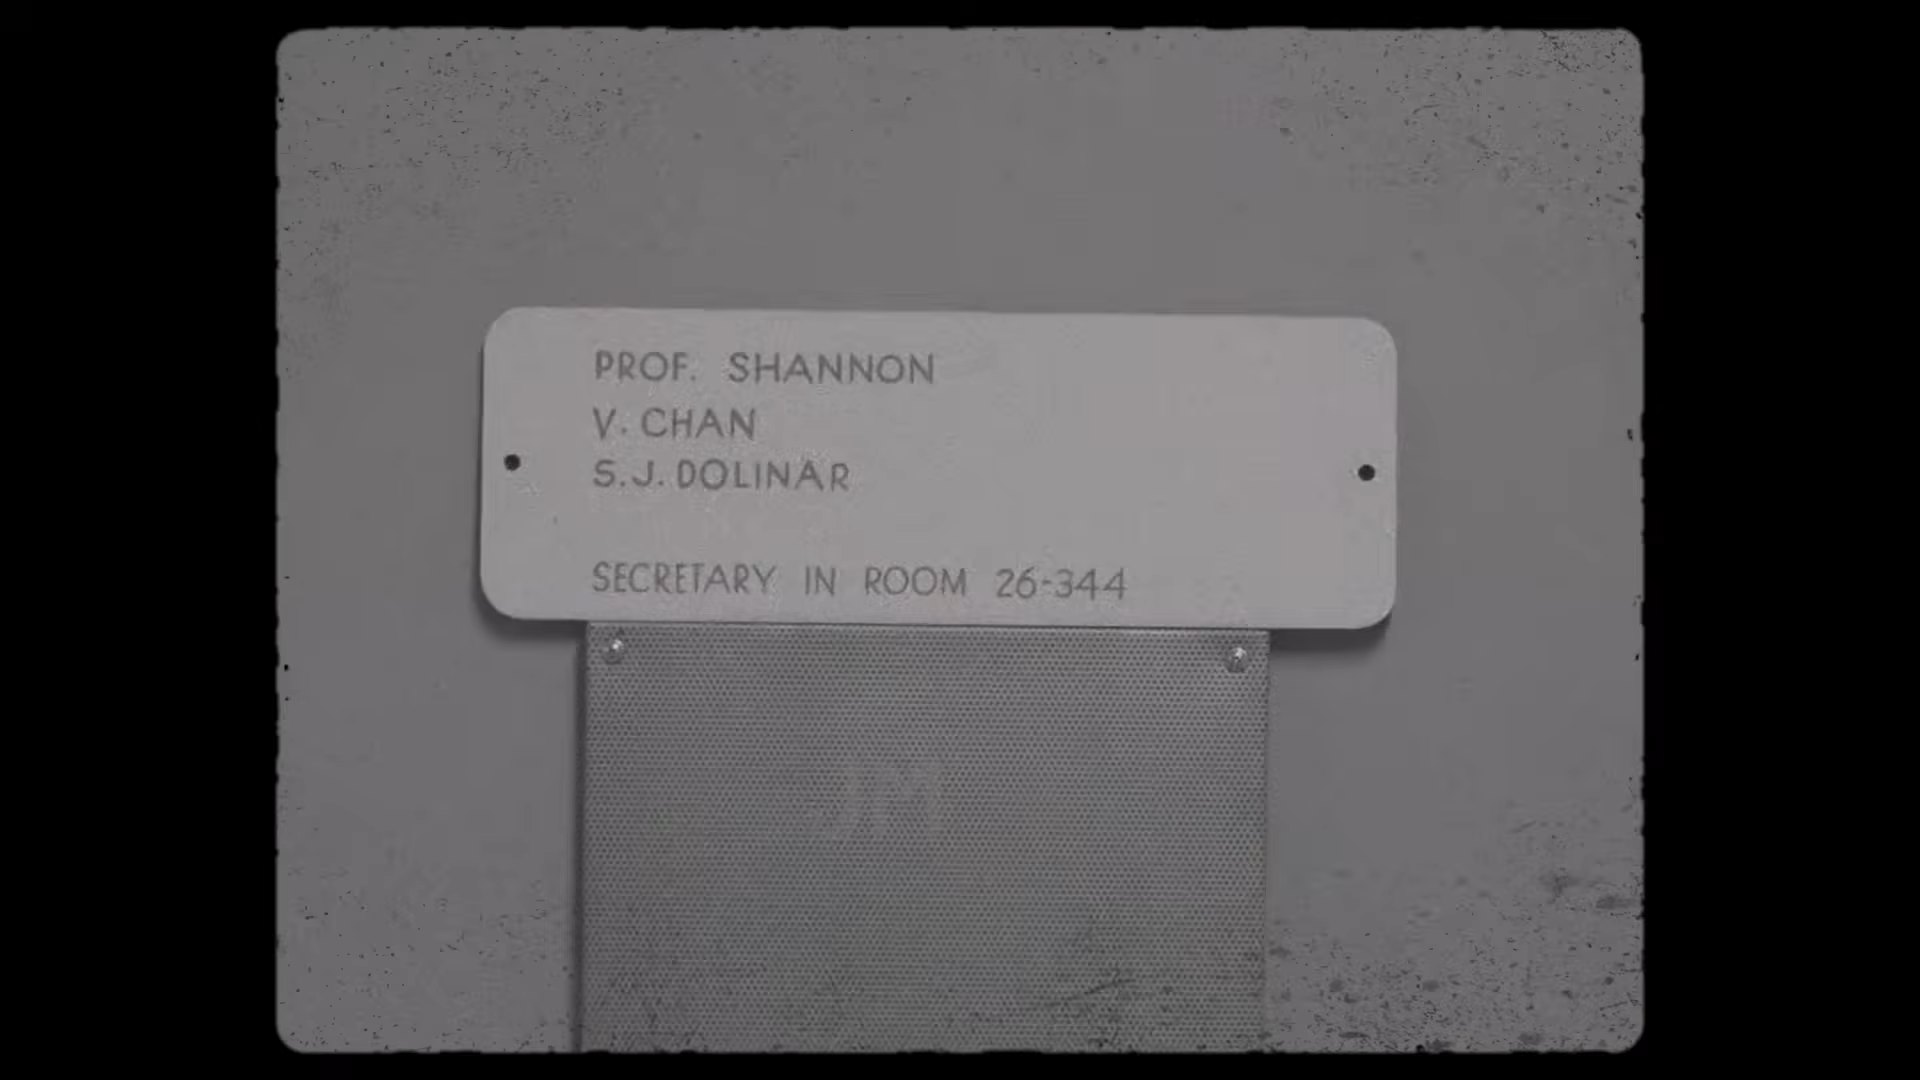 PROF. SHANNON
V. CHAN
S.J. DOLINAR
SECRETARY IN ROOM 26-344